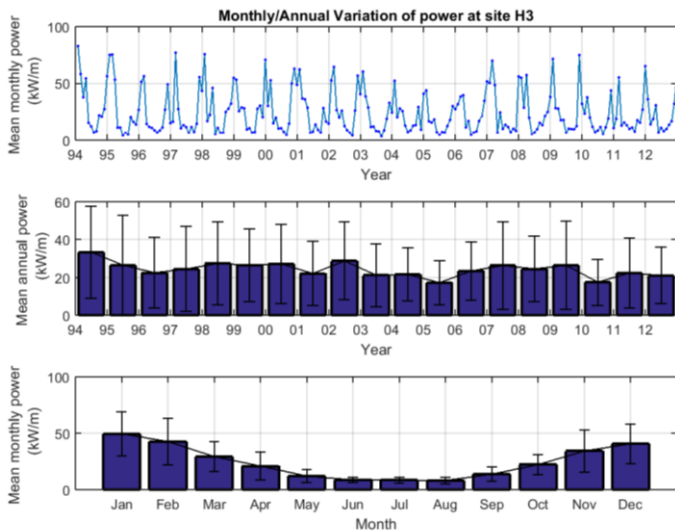 Monthly/Annual Variation of power at site H3
Mean monthly power
(kW/m)
100
50
0
94 95 96 97 98 99 00 01 02 03 04 05 06 07 08 09 10 11 12
Year
Mean annual power
(kW/m)
60
40
20
0
94 95 96 97 98 99 00 01 02 03 04 05 06 07 08 09 10 11 12
Year
Mean monthly power
(kW/m)
100
50
0
Jan Feb Mar Apr May Jun Jul Aug Sep Oct Nov Dec
Month